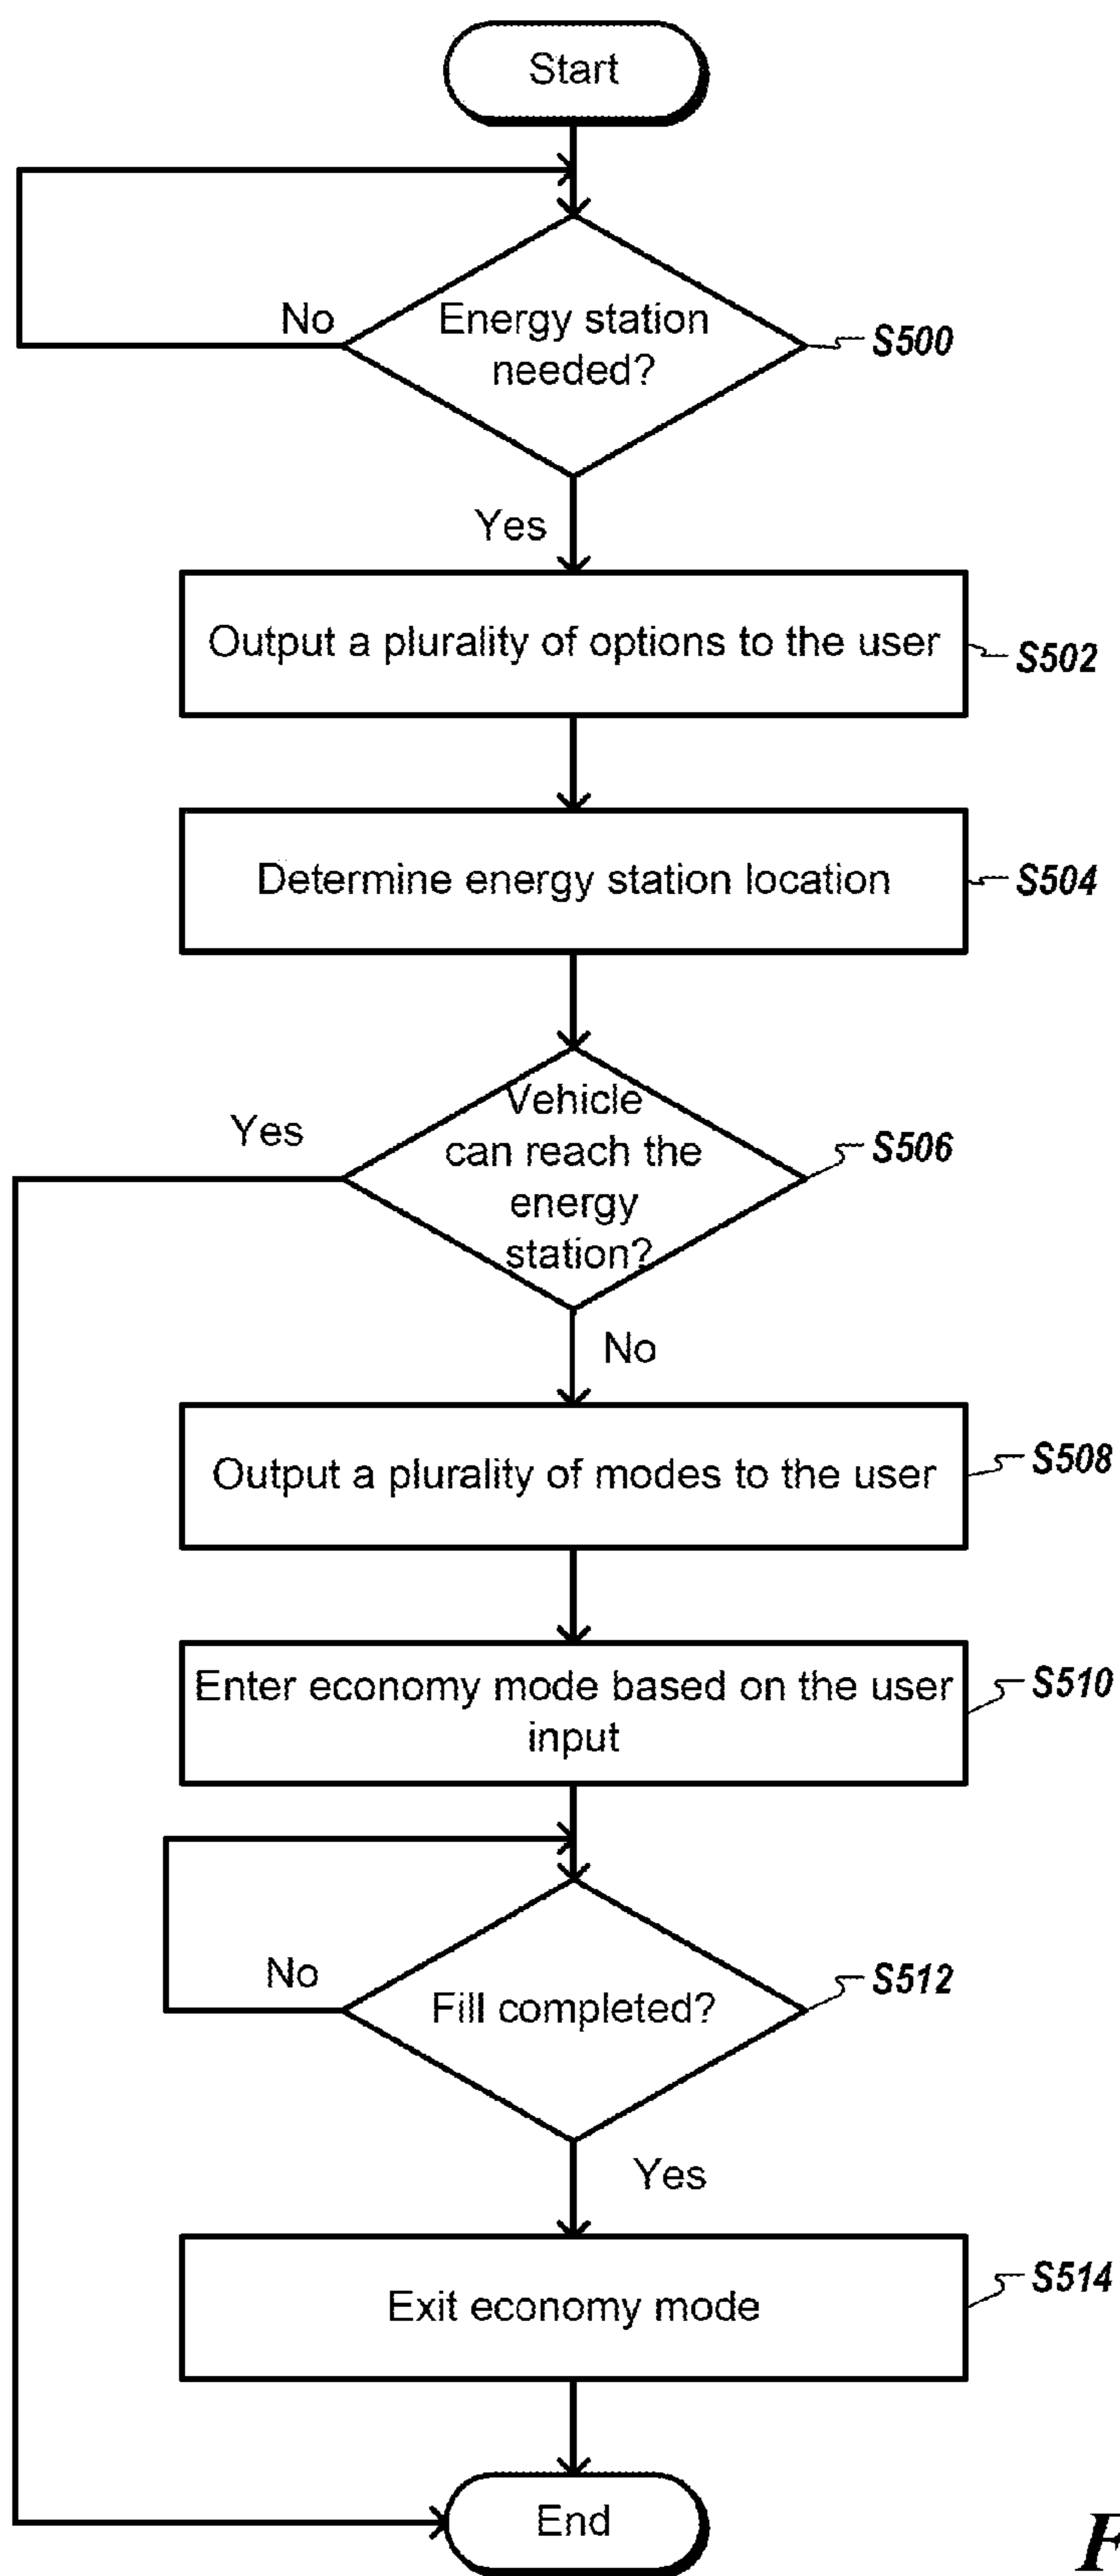 Start
No
Energy station
needed?
S500
Yes
Output a plurality of options to the user
S502
Determine energy station location
S504
Yes
Vehicle
can reach the
energy
station?
S506
No
Output a plurality of modes to the user
S508
Enter economy mode based on the user
input
S510
No
Fill completed?
S512
Yes
Exit economy mode
S514
End
F